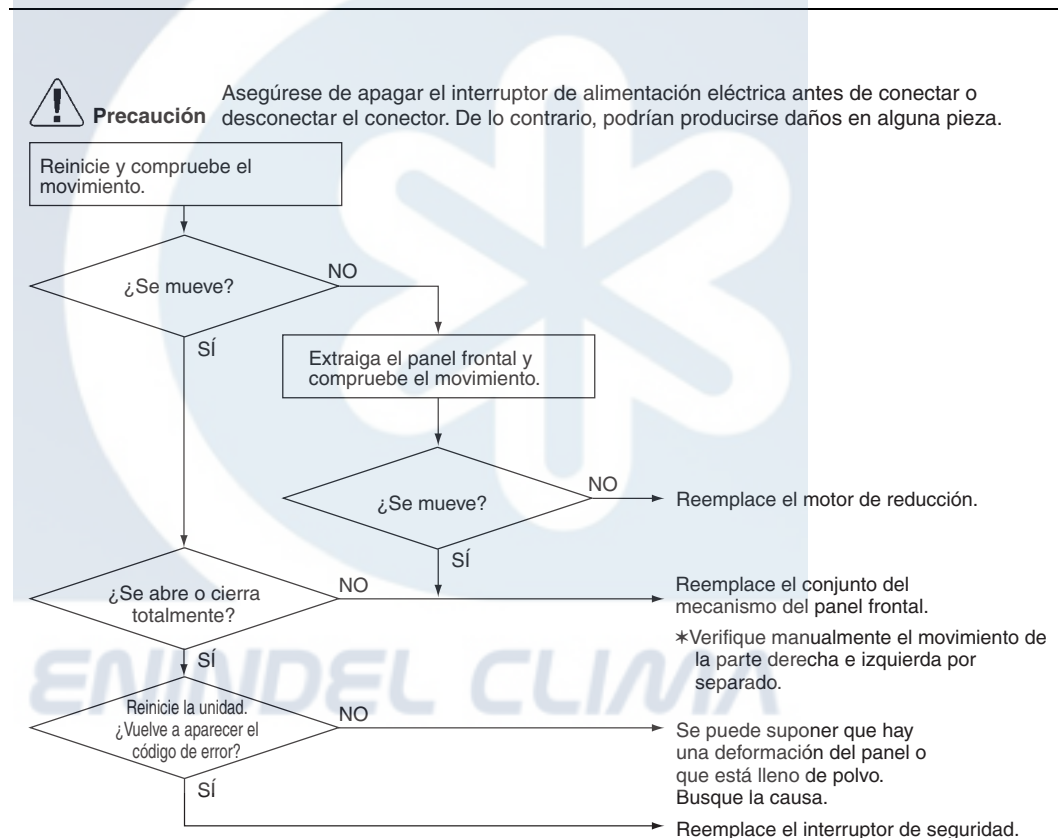 Asegúrese de apagar el interruptor de alimentación eléctrica antes de conectar o
Precaución desconectar el conector. De lo contrario, podrían producirse daños en alguna pieza.
Reinicie y compruebe el
movimiento.
¿Se mueve?
NO
SÍ
Extraiga el panel frontal y
compruebe el movimiento.
¿Se mueve?
NO
Reemplace el motor de reducción.
SÍ
¿Se abre o cierra
totalmente?
NO
Reemplace el conjunto del
mecanismo del panel frontal.
✶Verifique manualmente el movimiento de
la parte derecha e izquierda por
separado.
SÍ
ENINDEL CLIMA
Reinicie la unidad.
¿Vuelve a aparecer el
código de error?
NO
Se puede suponer que hay
una deformación del panel o
que está lleno de polvo.
Busque la causa.
SÍ
Reemplace el interruptor de seguridad.